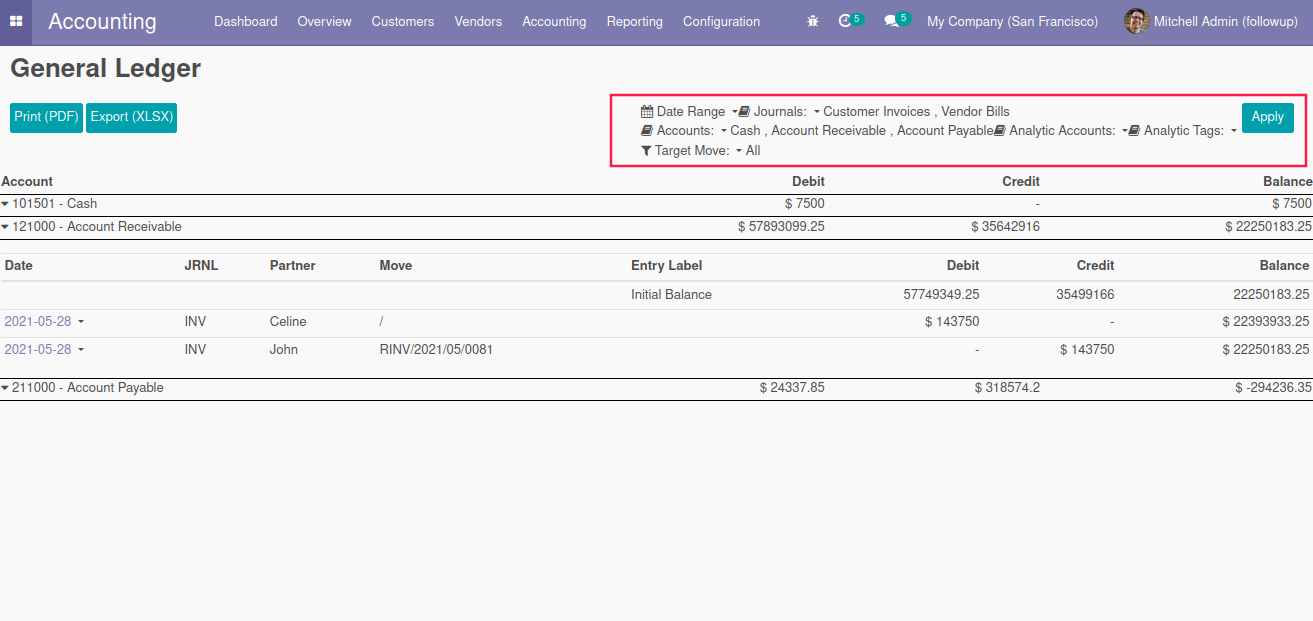 Accounting Dashboard Overview Customers Vendors Accounting Reporting Configuration 5 5 My Company (San Francisco) Mitchell Admin (followup)
General Ledger
Print (PDF) Export (XLSX)
Date Range Journals: Customer Invoices , Vendor Bills Apply
Accounts: Cash , Account Receivable , Account Payable Analytic Accounts: Analytic Tags:
Target Move: All
Account Debit Credit Balance
101501 - Cash $ 7500 - $ 7500
121000 - Account Receivable $ 57893099.25 $ 35642916 $ 22250183.25
Date JRNL Partner Move Entry Label Debit Credit Balance
Initial Balance 57749349.25 35499166 22250183.25
2021-05-28 INV Celine / $ 143750 - $ 22393933.25
2021-05-28 INV John RINV/2021/05/0081 - $ 143750 $ 22250183.25
211000 - Account Payable $ 24337.85 $ 318574.2 $ -294236.35